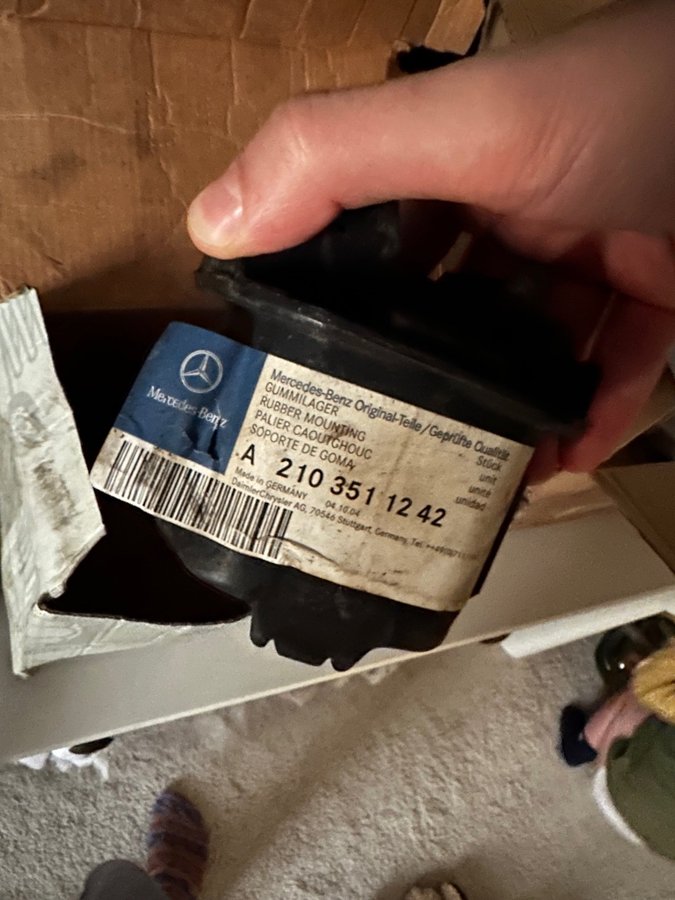 Mercedes-Benz
Mercedes-Benz Original-Teile/Geprüfte Qualität
GUMMILAGER
RUBBER MOUNTING
PALIER CAOUTCHOUC
SOPORTE DE GOMA
Stück
unit
unité
unidad
A 210 351 12 42
Made in GERMANY 04.10.04
DaimlerChrysler AG, 70546 Stuttgart, Germany, Tel.